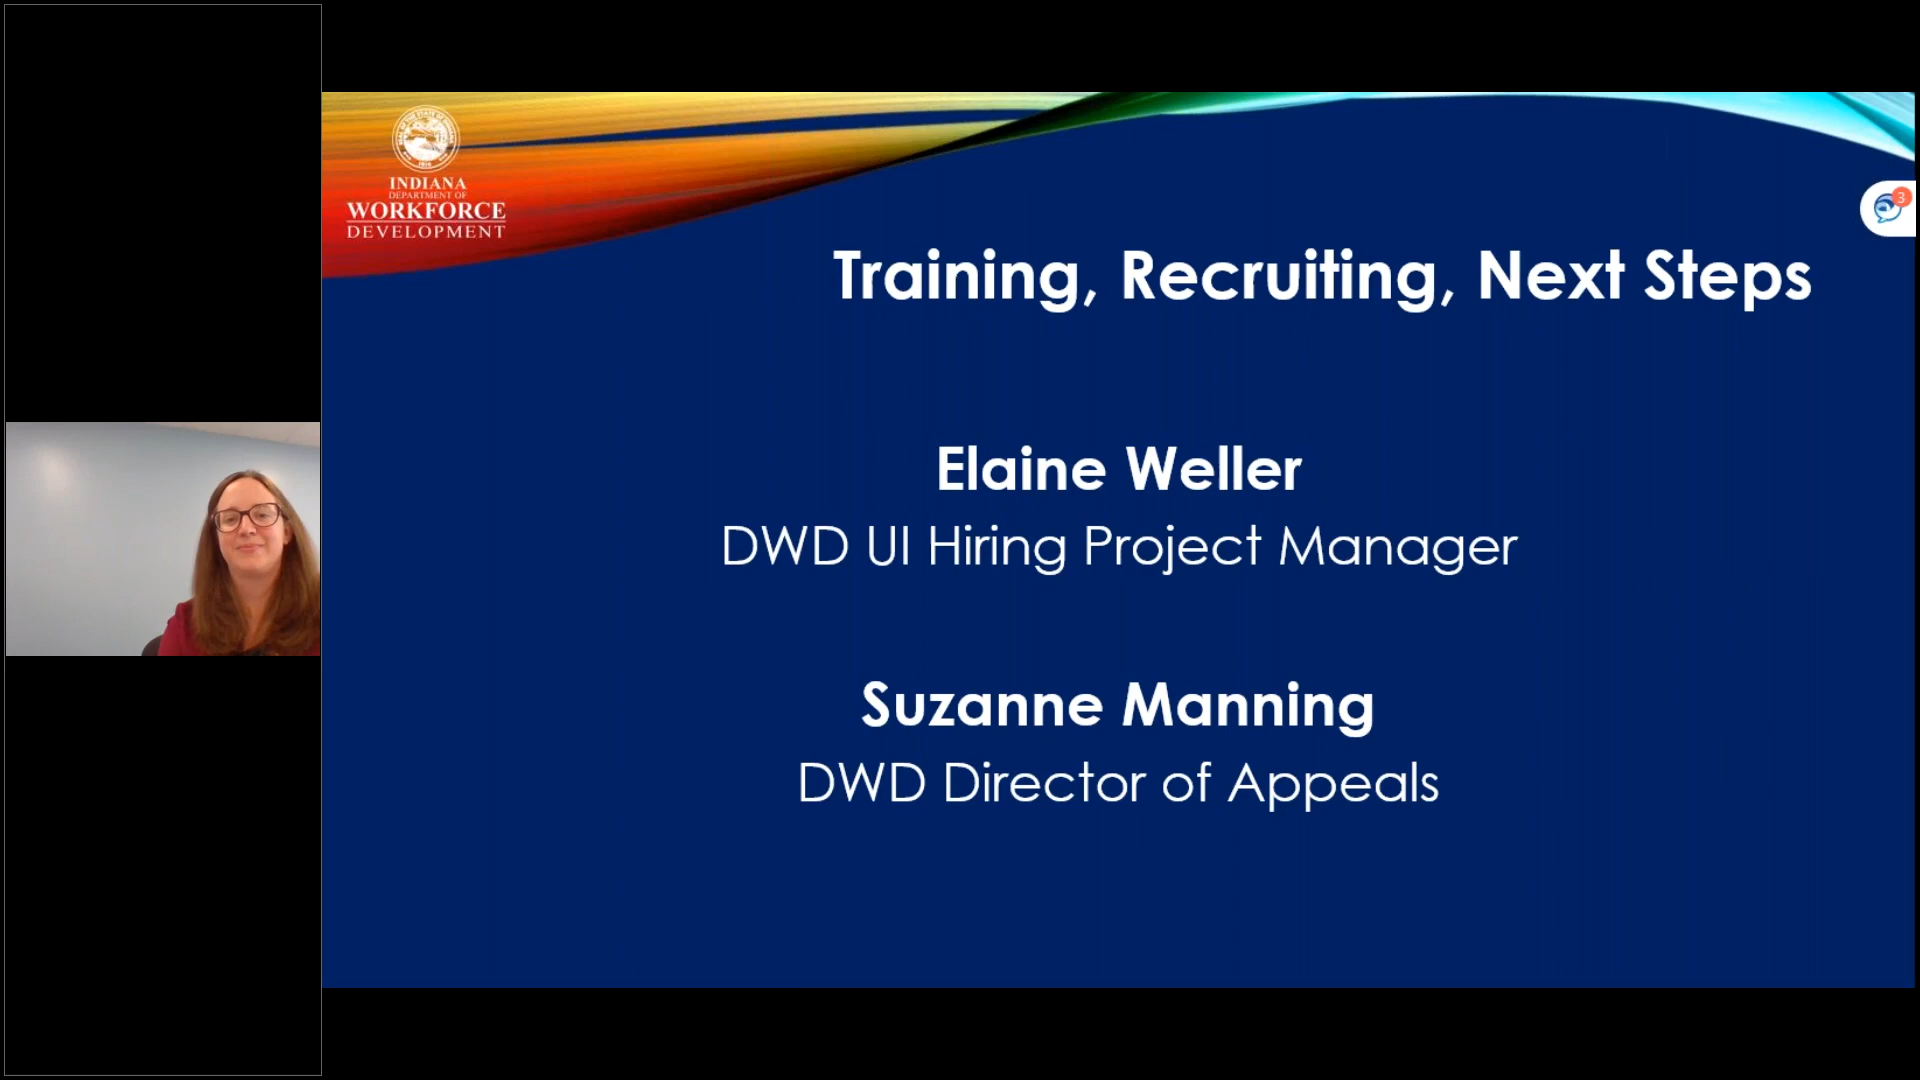 INDIANA
DEPARTMENT OF
WORKFORCE
DEVELOPMENT
3
Training, Recruiting, Next Steps
Elaine Weller
DWD UI Hiring Project Manager
Suzanne Manning
DWD Director of Appeals